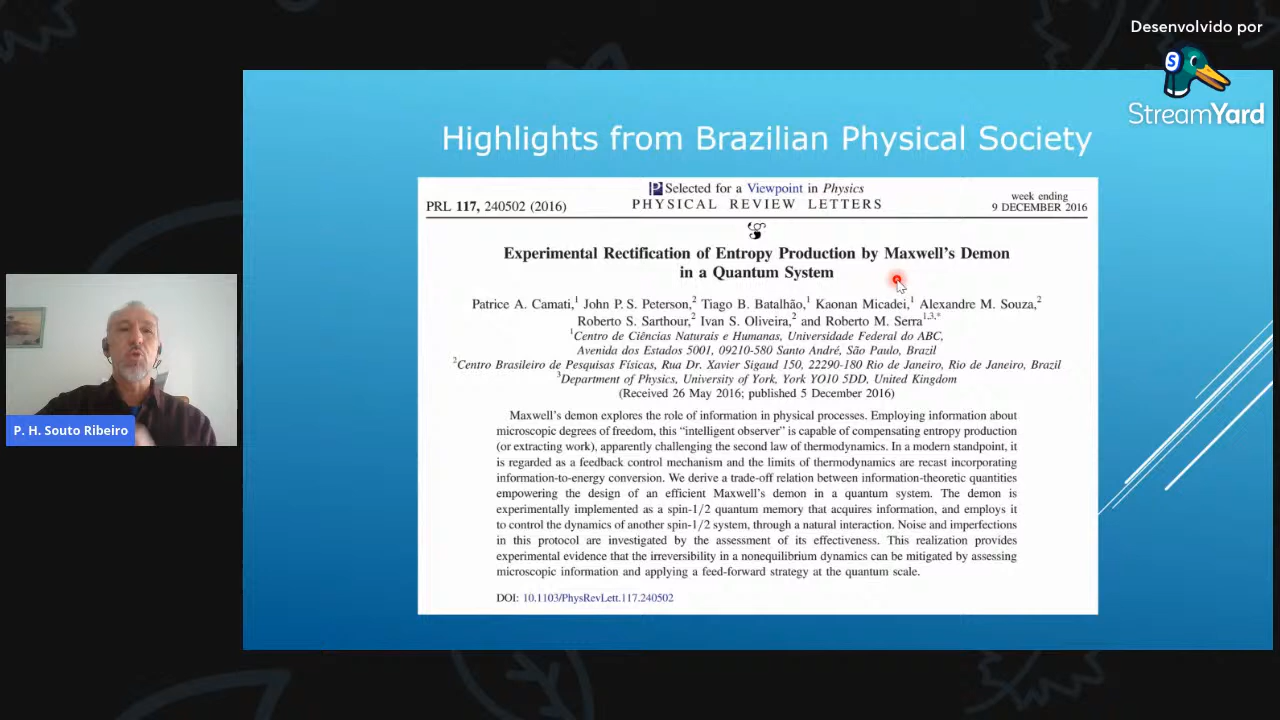 Desenvolvido por
S
StreamYard
Highlights from Brazilian Physical Society
P Selected for a Viewpoint in Physics
PRL 117, 240502 (2016)
PHYSICAL REVIEW LETTERS
week ending
9 DECEMBER 2016
Experimental Rectification of Entropy Production by Maxwell's Demon
in a Quantum System
Patrice A. Camati,1 John P. S. Peterson,2 Tiago B. Batalhão,1 Kaonan Micadei,1 Alexandre M. Souza,2
Roberto S. Sarthour,2 Ivan S. Oliveira,2 and Roberto M. Serra1,3,*
1Centro de Ciências Naturais e Humanas, Universidade Federal do ABC,
Avenida dos Estados 5001, 09210-580 Santo André, São Paulo, Brazil
2Centro Brasileiro de Pesquisas Físicas, Rua Dr. Xavier Sigaud 150, 22290-180 Rio de Janeiro, Rio de Janeiro, Brazil
3Department of Physics, University of York, York YO10 5DD, United Kingdom
(Received 26 May 2016; published 5 December 2016)
Maxwell's demon explores the role of information in physical processes. Employing information about
microscopic degrees of freedom, this “intelligent observer” is capable of compensating entropy production
(or extracting work), apparently challenging the second law of thermodynamics. In a modern standpoint, it
is regarded as a feedback control mechanism and the limits of thermodynamics are recast incorporating
information-to-energy conversion. We derive a trade-off relation between information-theoretic quantities
empowering the design of an efficient Maxwell's demon in a quantum system. The demon is
experimentally implemented as a spin-1/2 quantum memory that acquires information, and employs it
to control the dynamics of another spin-1/2 system, through a natural interaction. Noise and imperfections
in this protocol are investigated by the assessment of its effectiveness. This realization provides
experimental evidence that the irreversibility in a nonequilibrium dynamics can be mitigated by assessing
microscopic information and applying a feed-forward strategy at the quantum scale.
DOI: 10.1103/PhysRevLett.117.240502
P. H. Souto Ribeiro